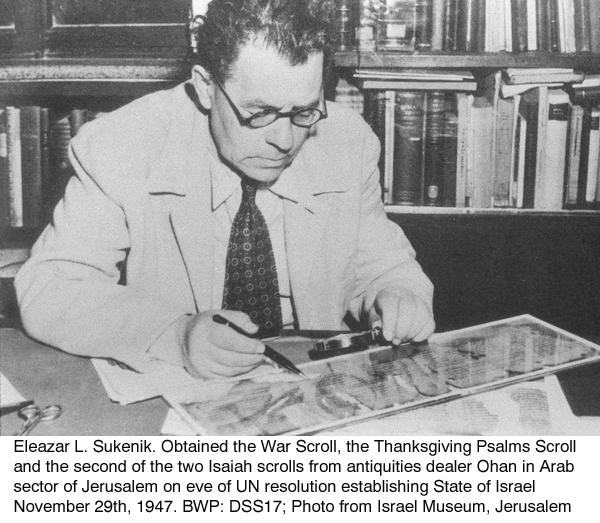 Eleazar L. Sukenik. Obtained the War Scroll, the Thanksgiving Psalms Scroll
and the second of the two Isaiah scrolls from antiquities dealer Ohan in Arab
sector of Jerusalem on eve of UN resolution establishing State of Israel
November 29th, 1947. BWP: DSS17; Photo from Israel Museum, Jerusalem